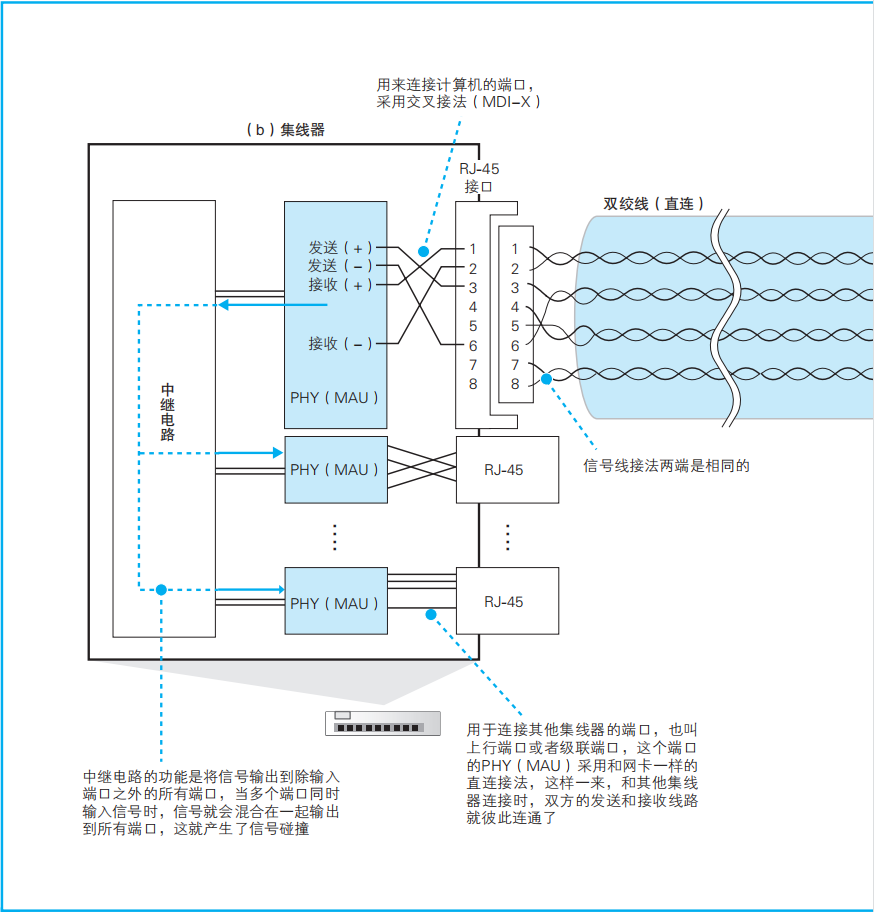 用来连接计算机的端口，
采用交叉接法（MDI–X）
（b）集线器
RJ-45
接口
双绞线（直连）
发送（+）
发送（–）
接收（+）
接收（–）
PHY（MAU）
1
2
3
4
5
6
7
8
1
2
3
4
5
6
7
8
中继电路
信号线接法两端是相同的
PHY（MAU）
RJ-45
PHY（MAU）
RJ-45
用于连接其他集线器的端口，也叫
上行端口或者级联端口，这个端口
的PHY（MAU）采用和网卡一样的
直连接法，这样一来，和其他集线
器连接时，双方的发送和接收线路
就彼此连通了
中继电路的功能是将信号输出到除输入
端口之外的所有端口，当多个端口同时
输入信号时，信号就会混合在一起输出
到所有端口，这就产生了信号碰撞